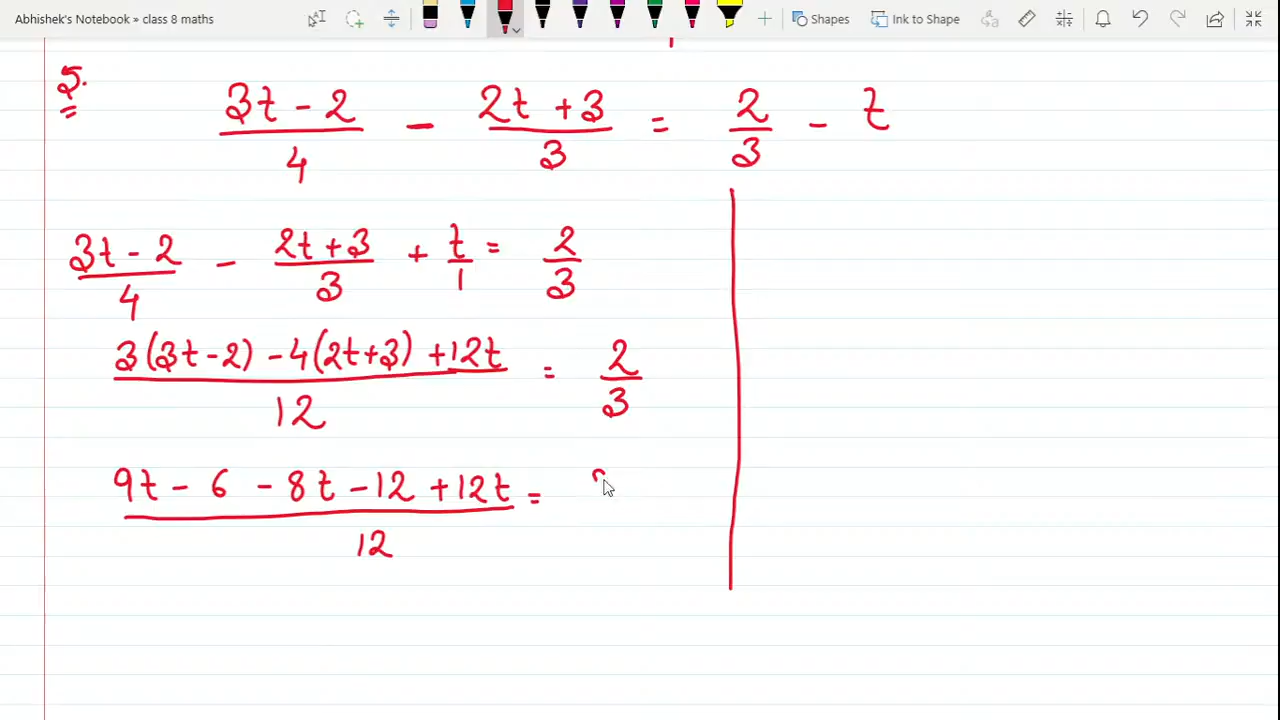 Abhishek's Notebook » class 8 maths
Shapes
Ink to Shape
5.
(3t - 2)/4 - (2t + 3)/3 = 2/3 - t
(3t - 2)/4 - (2t + 3)/3 + t/1 = 2/3
(3(3t - 2) - 4(2t + 3) + 12t)/12 = 2/3
(9t - 6 - 8t - 12 + 12t)/12 =